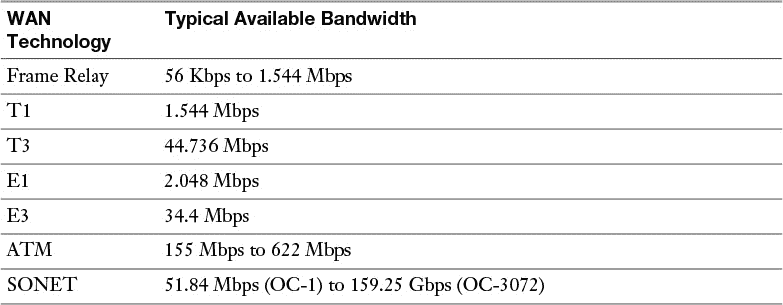 WAN Technology Typical Available Bandwidth
Frame Relay 56 Kbps to 1.544 Mbps
T1 1.544 Mbps
T3 44.736 Mbps
E1 2.048 Mbps
E3 34.4 Mbps
ATM 155 Mbps to 622 Mbps
SONET 51.84 Mbps (OC-1) to 159.25 Gbps (OC-3072)